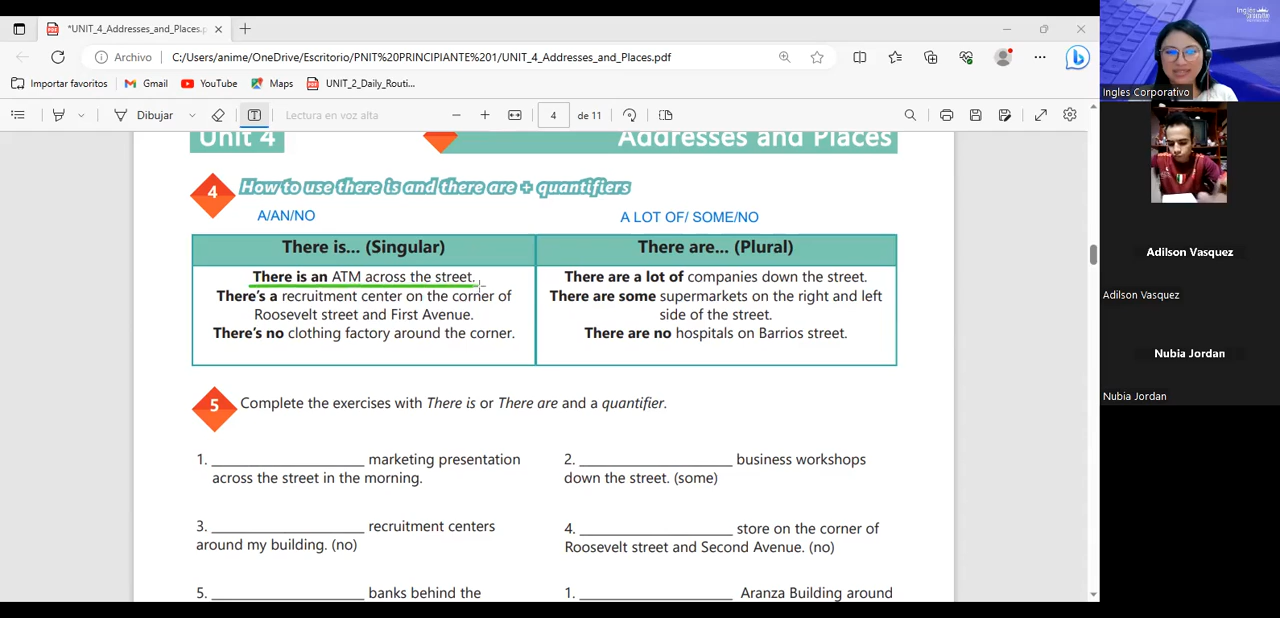 *UNIT_4_Addresses_and_Places.p
Archivo C:/Users/anime/OneDrive/Escritorio/PNIT%20PRINCIPIANTE%201/UNIT_4_Addresses_and_Places.pdf
Importar favoritos Gmail YouTube Maps UNIT_2_Daily_Routi...
Dibujar Lectura en voz alta 4 de 11
Unit 4 Addresses and Places
4 How to use there is and there are + quantifiers
A/AN/NO A LOT OF/ SOME/NO
There is... (Singular) There are... (Plural)
There is an ATM across the street.
There's a recruitment center on the corner of
Roosevelt street and First Avenue.
There's no clothing factory around the corner.
There are a lot of companies down the street.
There are some supermarkets on the right and left
side of the street.
There are no hospitals on Barrios street.
5 Complete the exercises with There is or There are and a quantifier.
1. _________________ marketing presentation
across the street in the morning.
2. _________________ business workshops
down the street. (some)
3. _________________ recruitment centers
around my building. (no)
4. _________________ store on the corner of
Roosevelt street and Second Avenue. (no)
5. _________________ banks behind the
1. _________________ Aranza Building around
Ingles Corporativo
Adilson Vasquez
Adilson Vasquez
Nubia Jordan
Nubia Jordan